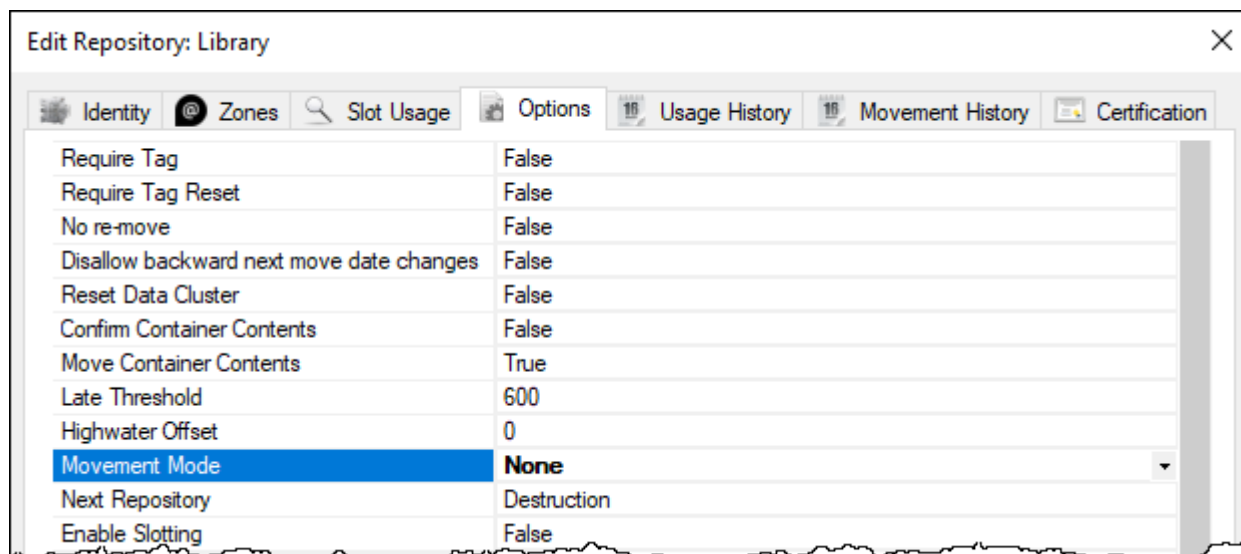 Edit Repository: Library
Identity Zones Slot Usage Options Usage History Movement History Certification
Require Tag False
Require Tag Reset False
No re-move False
Disallow backward next move date changes False
Reset Data Cluster False
Confirm Container Contents False
Move Container Contents True
Late Threshold 600
Highwater Offset 0
Movement Mode None
Next Repository Destruction
Enable Slotting False